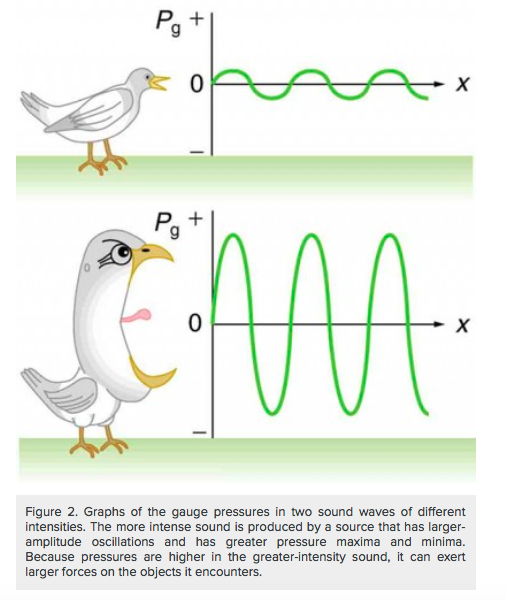 Pg +
0
x
–
Pg +
0
x
–
Figure 2. Graphs of the gauge pressures in two sound waves of different
intensities. The more intense sound is produced by a source that has larger-
amplitude oscillations and has greater pressure maxima and minima.
Because pressures are higher in the greater-intensity sound, it can exert
larger forces on the objects it encounters.